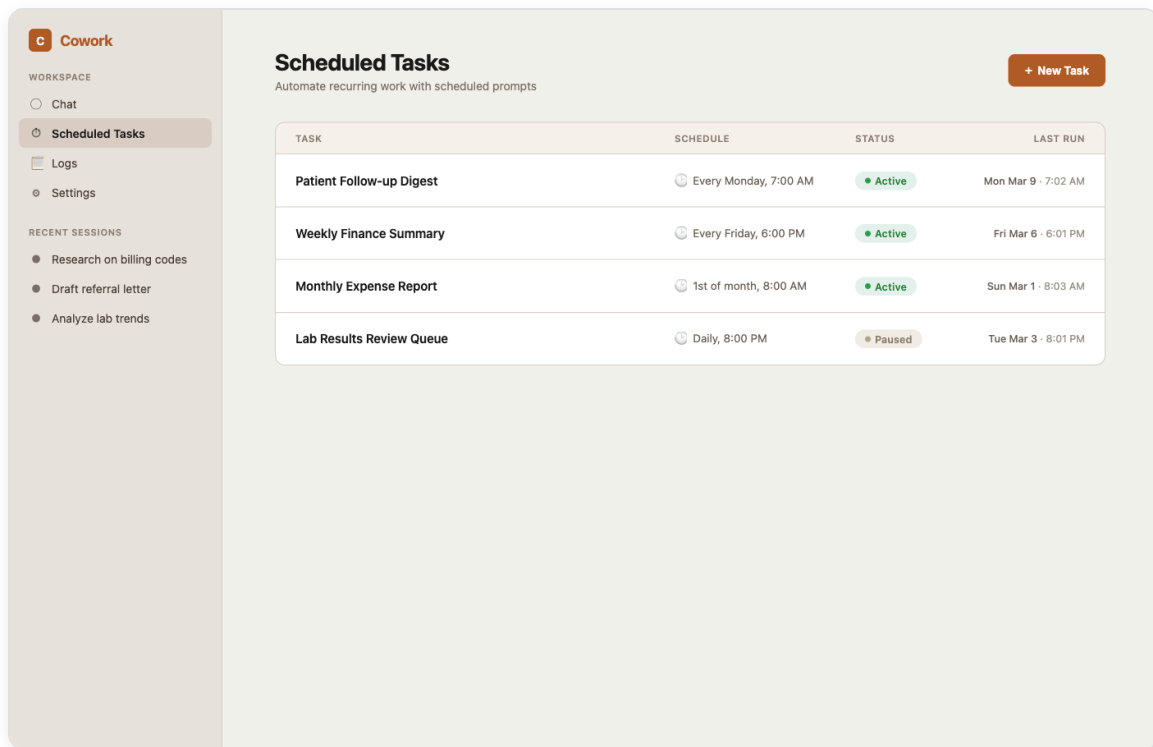 C Cowork
WORKSPACE
Chat
Scheduled Tasks
Logs
Settings
RECENT SESSIONS
Research on billing codes
Draft referral letter
Analyze lab trends
Scheduled Tasks
Automate recurring work with scheduled prompts
+ New Task
TASK SCHEDULE STATUS LAST RUN
Patient Follow-up Digest Every Monday, 7:00 AM Active Mon Mar 9 · 7:02 AM
Weekly Finance Summary Every Friday, 6:00 PM Active Fri Mar 6 · 6:01 PM
Monthly Expense Report 1st of month, 8:00 AM Active Sun Mar 1 · 8:03 AM
Lab Results Review Queue Daily, 8:00 PM Paused Tue Mar 3 · 8:01 PM